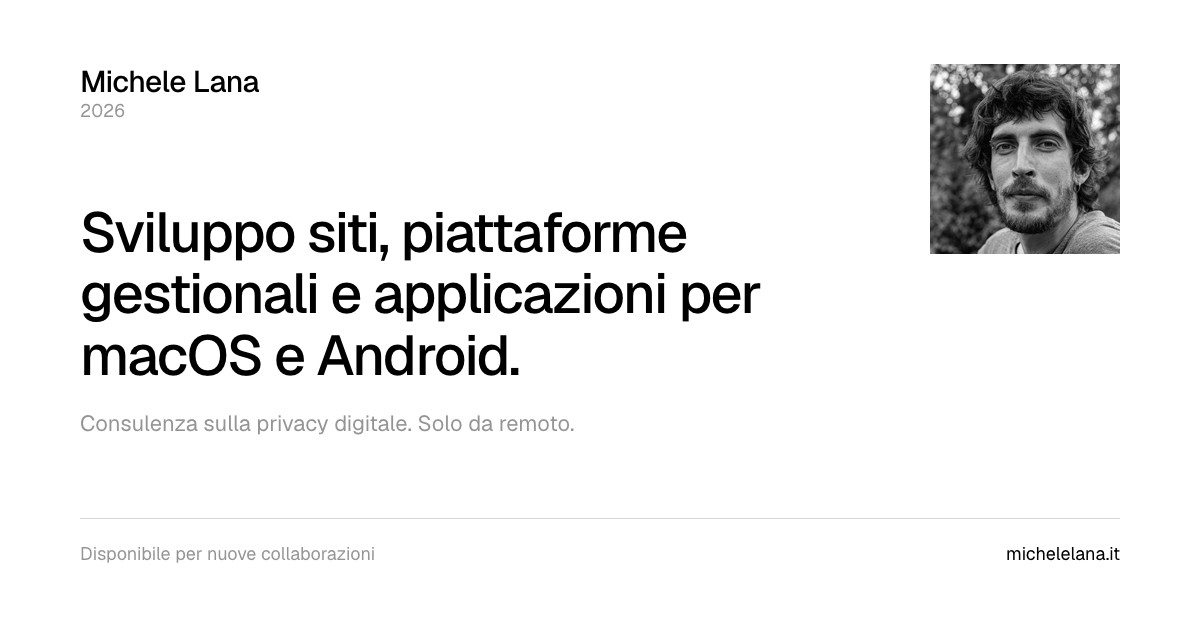 Michele Lana
2026
Sviluppo siti, piattaforme
gestionali e applicazioni per
macOS e Android.
Consulenza sulla privacy digitale. Solo da remoto.
Disponibile per nuove collaborazioni
michelelana.it